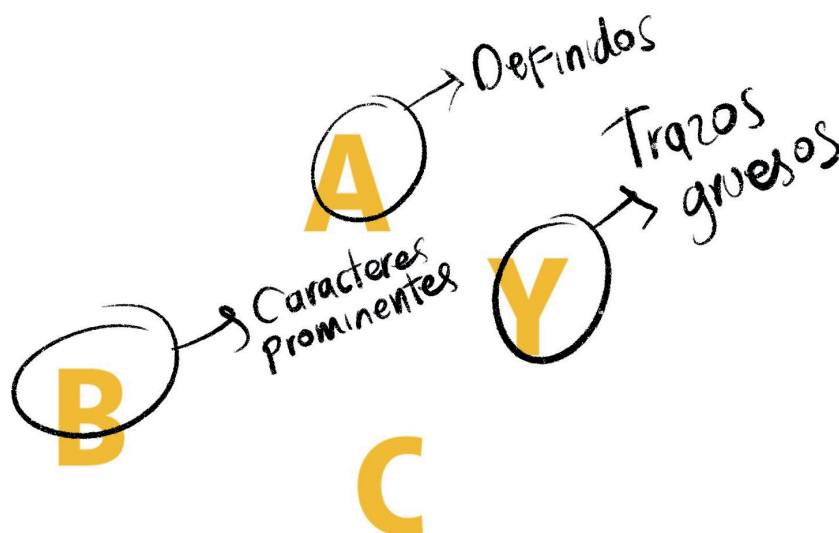 Definidos
A
Trazos
gruesos
Caracteres
prominentes
Y
B
C